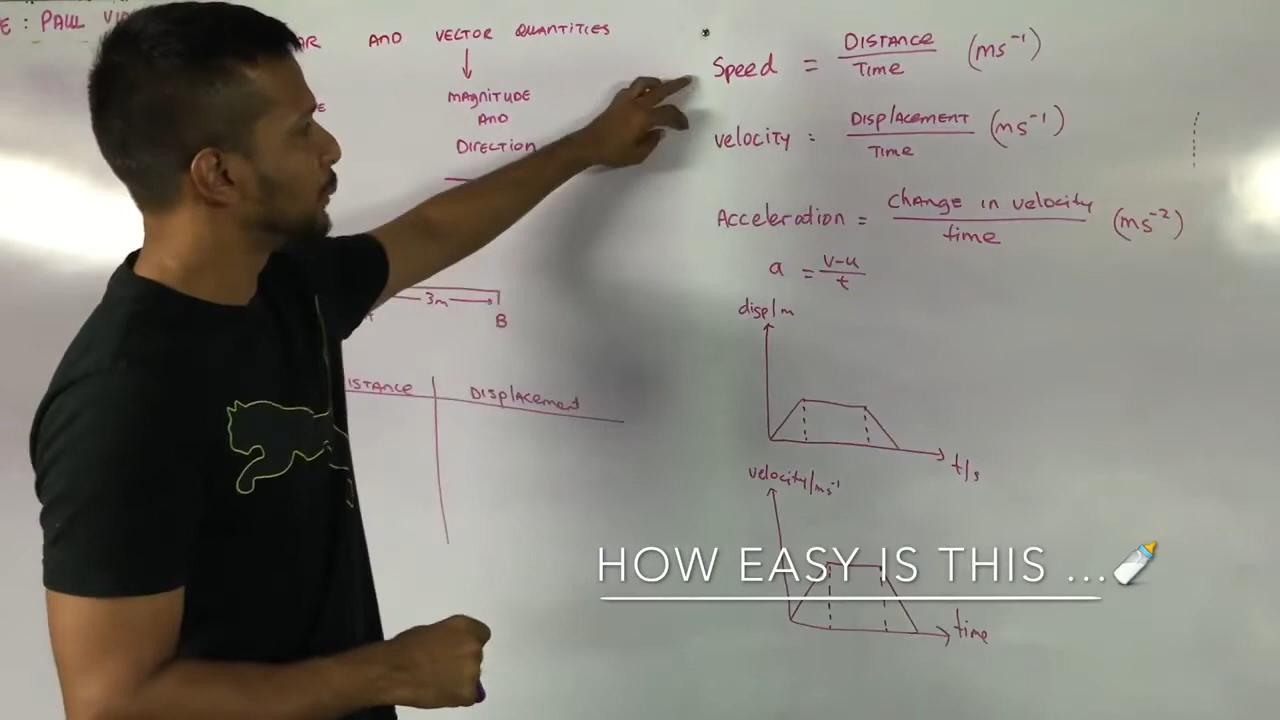 : PAUL
AND VECTOR QUANTITIES
MAGNITUDE
AND
DIRECTION
3m
B
DISPLACEMENT
Speed = DISTANCE / TIME (ms⁻¹)
velocity = DISPLACEMENT / TIME (ms⁻¹)
Acceleration = change in velocity / time (ms⁻²)
a = v-u / t
disp/m
t/s
velocity/ms⁻¹
time
HOW EASY IS THIS ...🍼